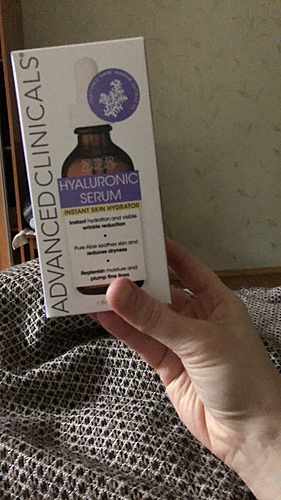 ADVANCED CLINICALS®
HYALURONIC
SERUM
INSTANT SKIN HYDRATOR
Instant hydration and visible
wrinkle reduction
•
Pure Aloe soothes skin and
reduces dryness
•
Replenish moisture and
plump fine lines